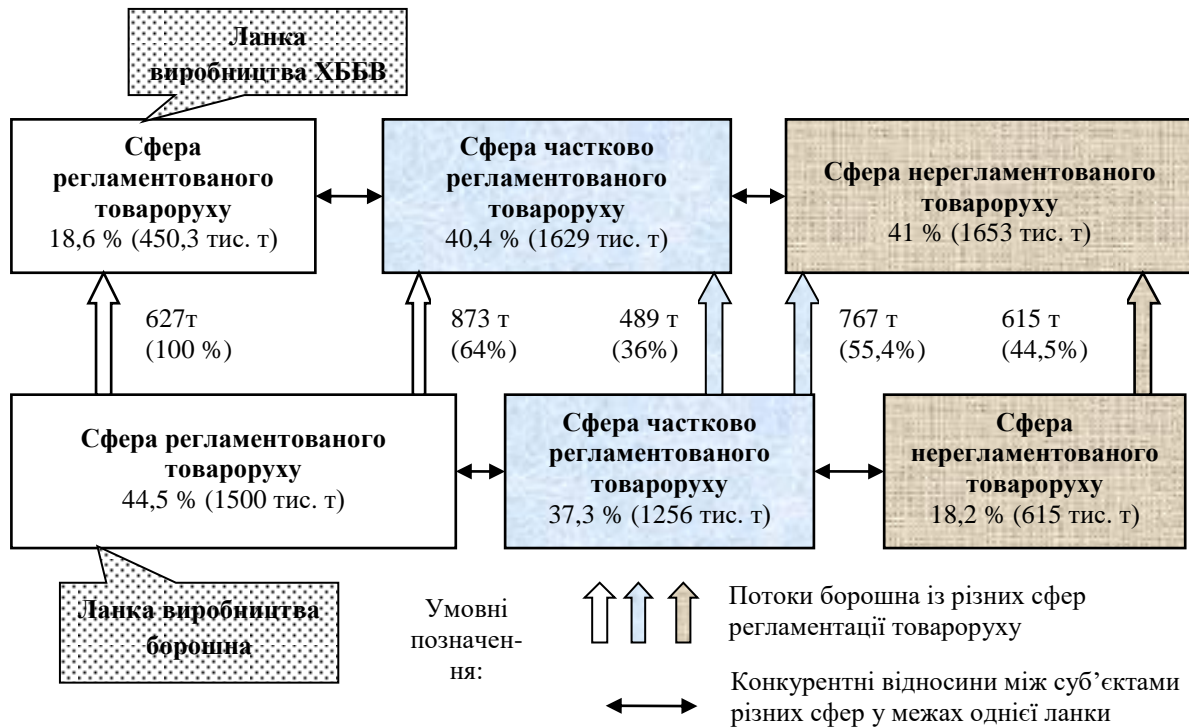 Ланка
виробництва ХББВ
Сфера
регламентованого
товароруху
18,6 % (450,3 тис. т)
Сфера частково
регламентованого
товароруху
40,4 % (1629 тис. т)
Сфера нерегламентованого
товароруху
41 % (1653 тис. т)
627т
(100 %)
873 т
(64%)
489 т
(36%)
767 т
(55,4%)
615 т
(44,5%)
Сфера регламентованого
товароруху
44,5 % (1500 тис. т)
Сфера частково
регламентованого
товароруху
37,3 % (1256 тис. т)
Сфера
нерегламентованого
товароруху
18,2 % (615 тис. т)
Ланка виробництва
борошна
Умовні
позначен-
ня:
Потоки борошна із різних сфер
регламентації товароруху
Конкурентні відносини між суб’єктами
різних сфер у межах однієї ланки